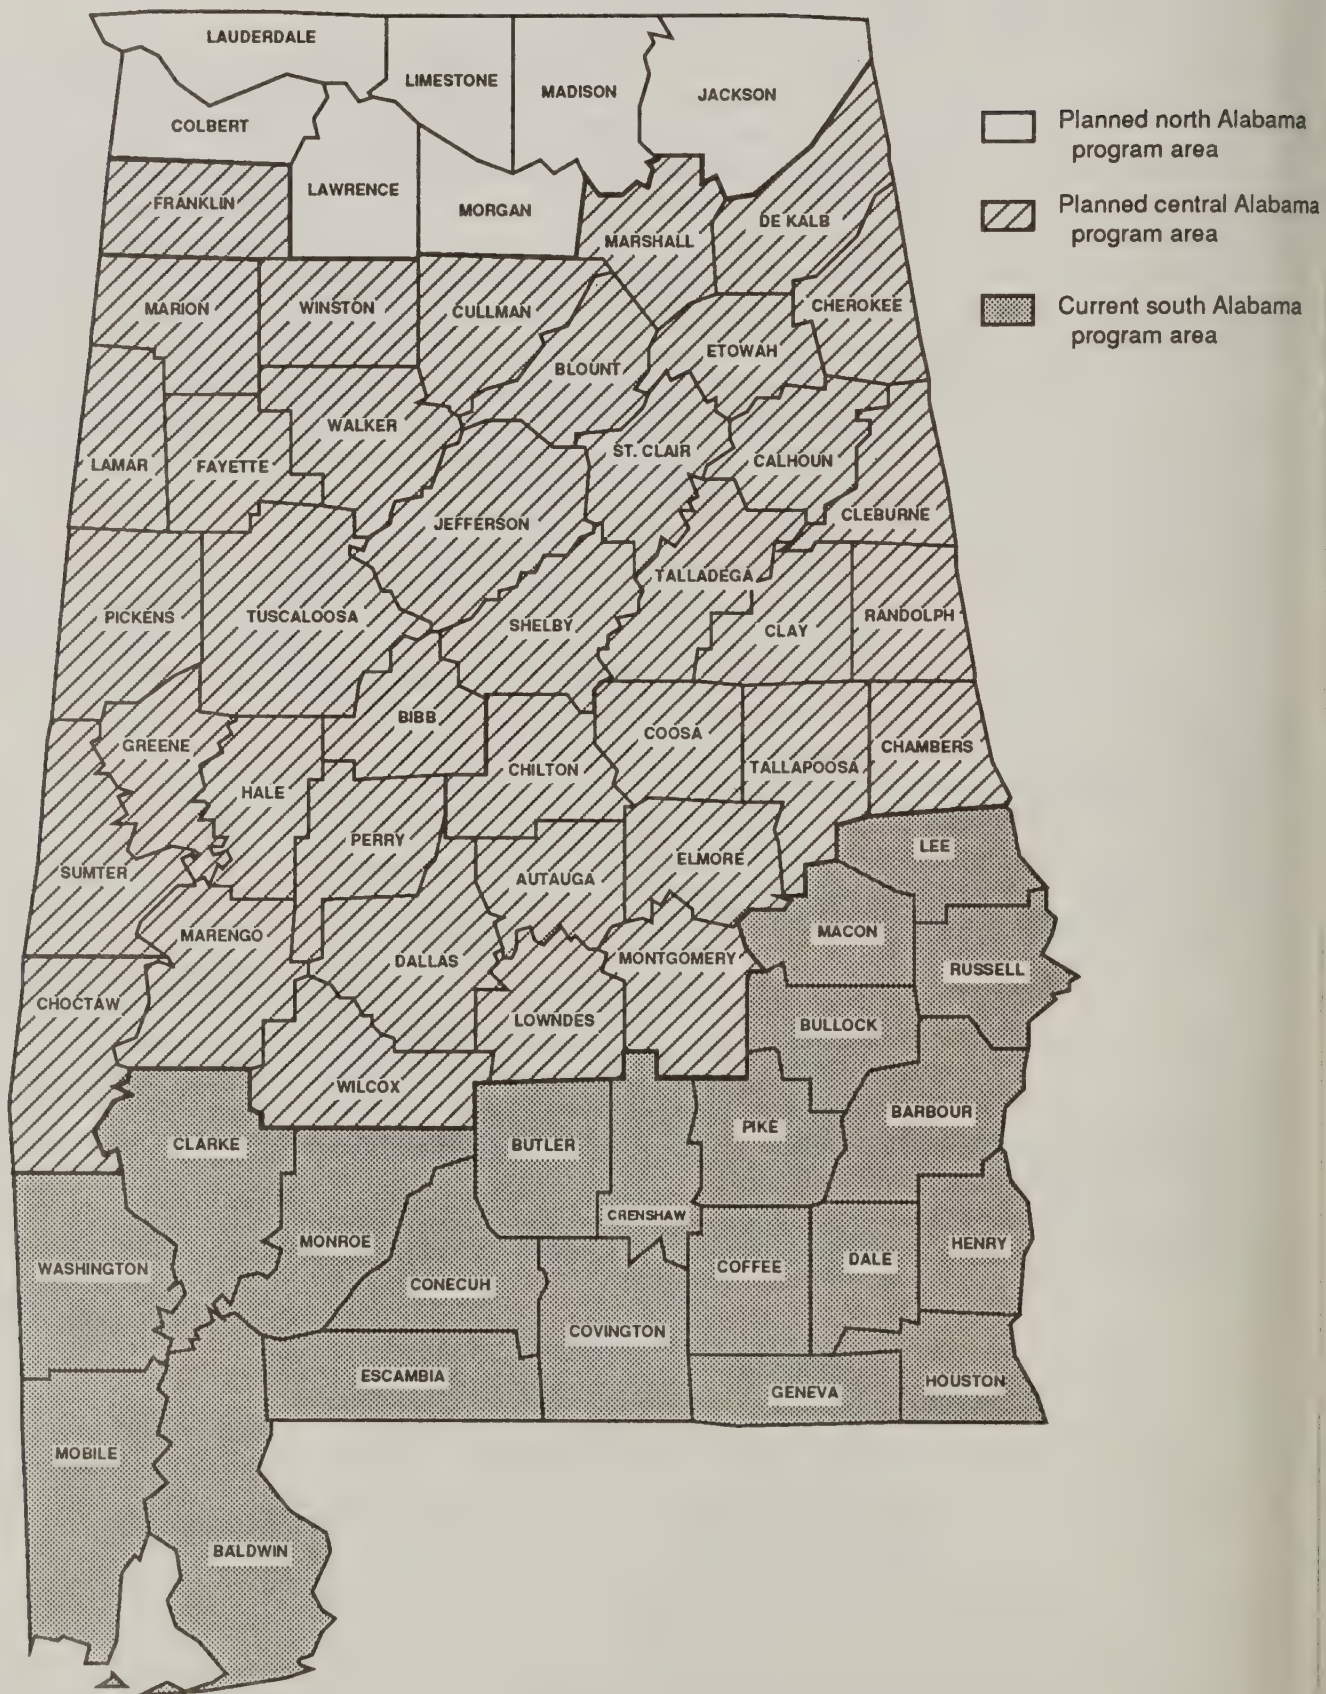 LAUDERDALE
LIMESTONE
MADISON
JACKSON
COLBERT
LAWRENCE
MORGAN
FRANKLIN
MARSHALL
DE KALB
MARION
WINSTON
CULLMAN
CHEROKEE
BLOUNT
ETOWAH
WALKER
LAMAR
FAYETTE
ST. CLAIR
CALHOUN
JEFFERSON
CLEBURNE
TALLADEGA
PICKENS
TUSCALOOSA
SHELBY
CLAY
RANDOLPH
BIBB
GREENE
COOSA
CHAMBERS
HALE
CHILTON
TALLAPOOSA
PERRY
ELMORE
LEE
SUMTER
AUTAUGA
MARENGO
DALLAS
MONTGOMERY
MACON
RUSSELL
CHOCTAW
LOWNDES
BULLOCK
WILCOX
BARBOUR
CLARKE
BUTLER
PIKE
CRENSHAW
WASHINGTON
MONROE
CONECUH
COFFEE
DALE
HENRY
COVINGTON
ESCAMBIA
GENEVA
HOUSTON
MOBILE
BALDWIN
Planned north Alabama
program area
Planned central Alabama
program area
Current south Alabama
program area